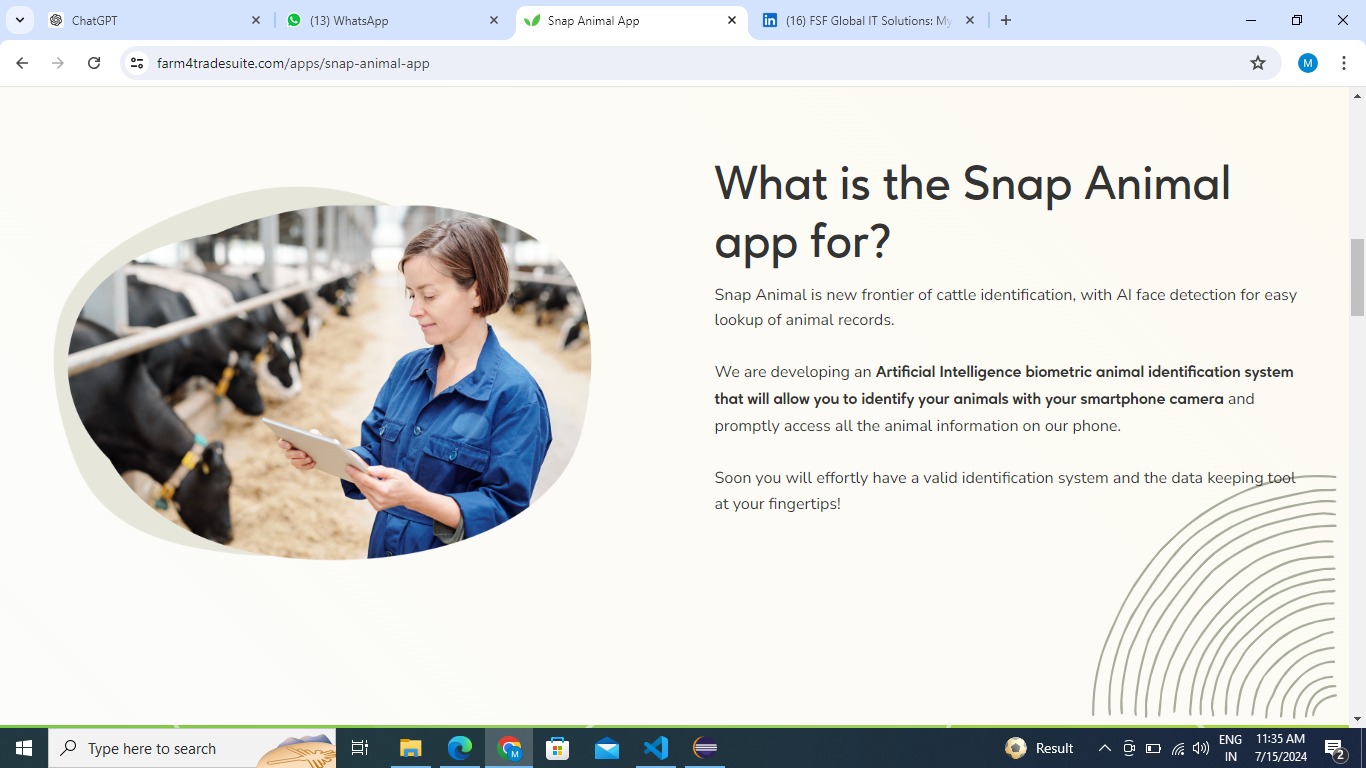 ChatGPT
(13) WhatsApp
Snap Animal App
(16) FSF Global IT Solutions: My
farm4tradesuite.com/apps/snap-animal-app
M
What is the Snap Animal
app for?
Snap Animal is new frontier of cattle identification, with AI face detection for easy
lookup of animal records.
We are developing an Artificial Intelligence biometric animal identification system
that will allow you to identify your animals with your smartphone camera and
promptly access all the animal information on our phone.
Soon you will effortly have a valid identification system and the data keeping tool
at your fingertips!
Type here to search
M
Result
ENG
IN
11:35 AM
7/15/2024
2